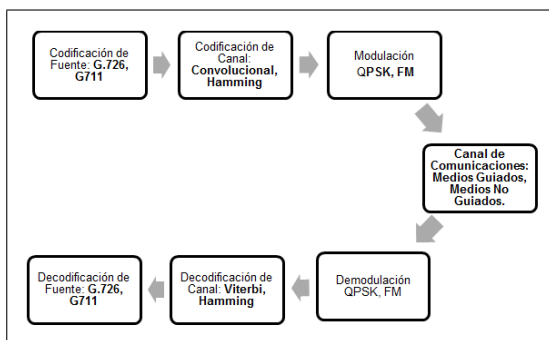 Codificación de
Fuente: G.726,
G711
Codificación de
Canal:
Convolucional,
Hamming
Modulación
QPSK, FM
Canal de
Comunicaciones:
Medios Guiados,
Medios No
Guiados.
Demodulación
QPSK, FM
Decodificación de
Canal: Viterbi,
Hamming
Decodificación de
Fuente: G.726,
G711